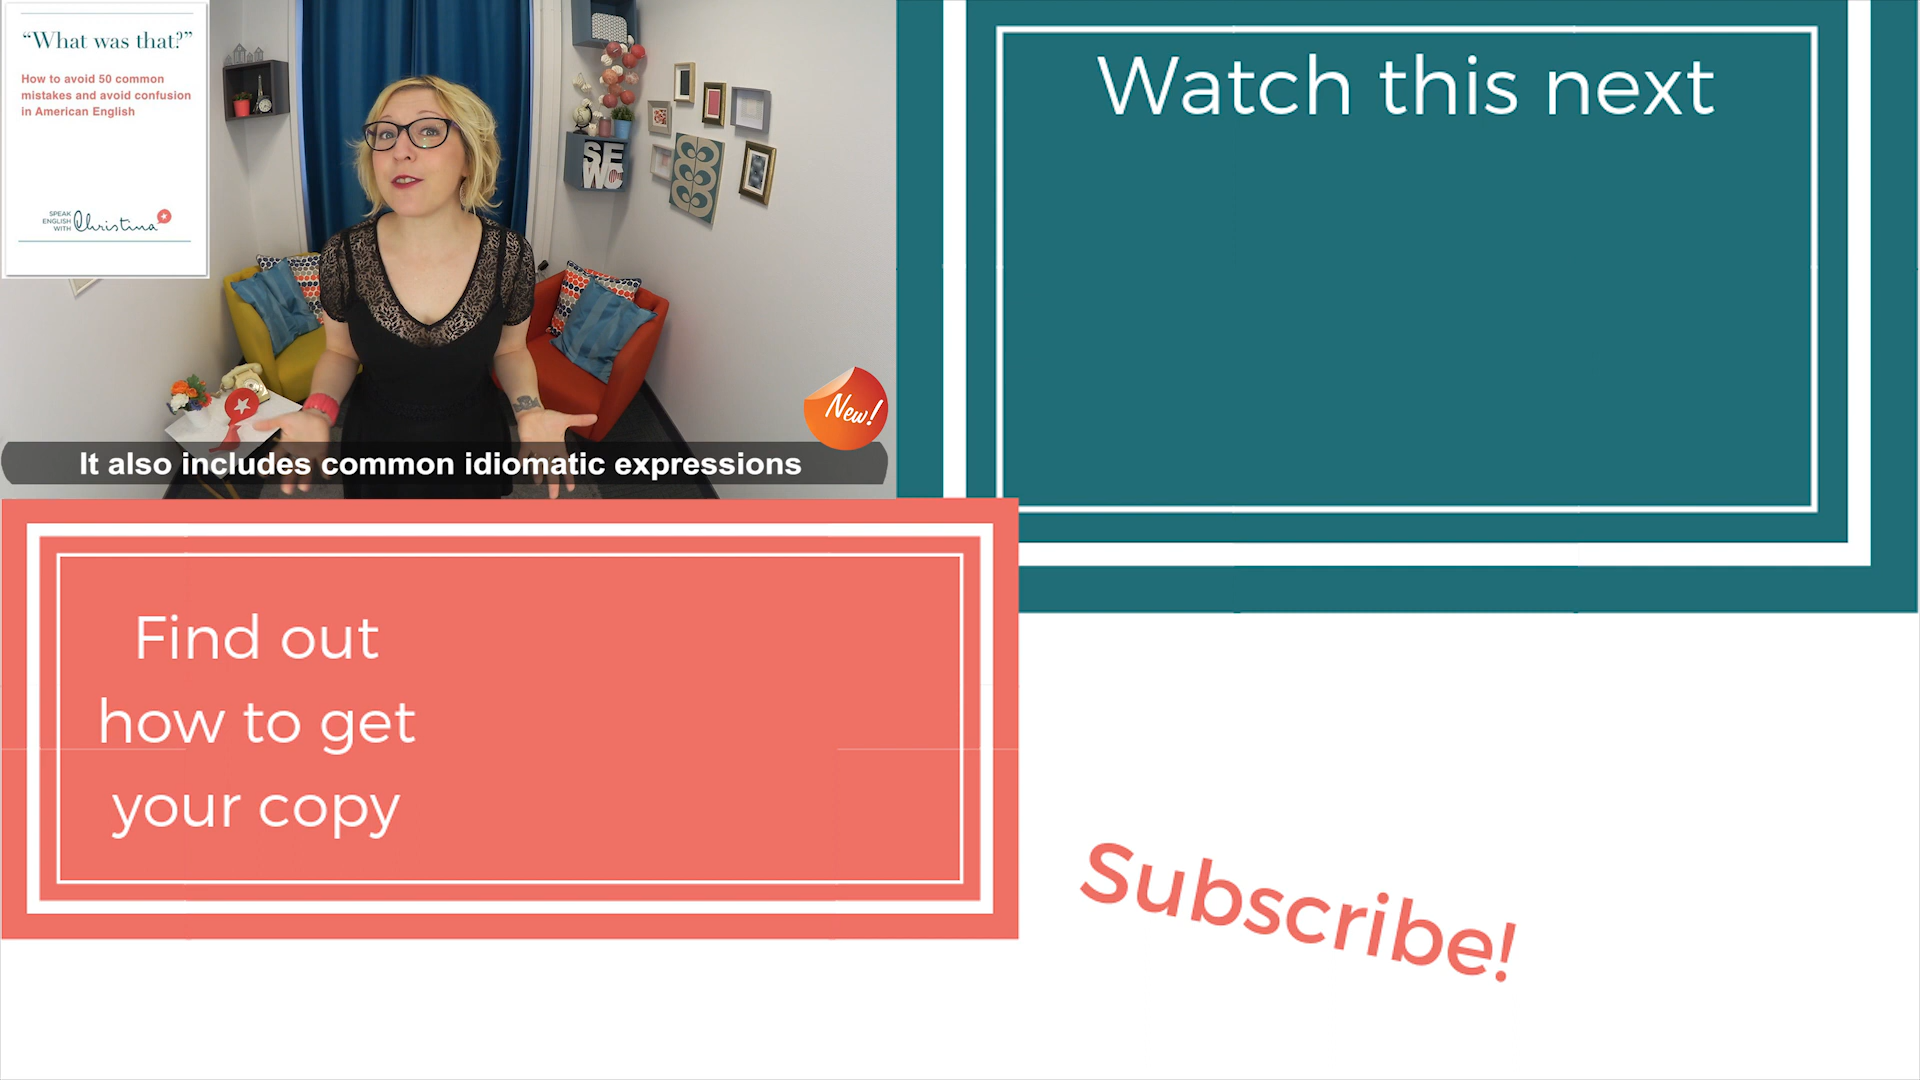 “What was that?”
How to avoid 50 common
mistakes and avoid confusion
in American English
SPEAK
ENGLISH
WITH
Christina
SE
WC
New!
It also includes common idiomatic expressions
Watch this next
Find out
how to get
your copy
Subscribe!